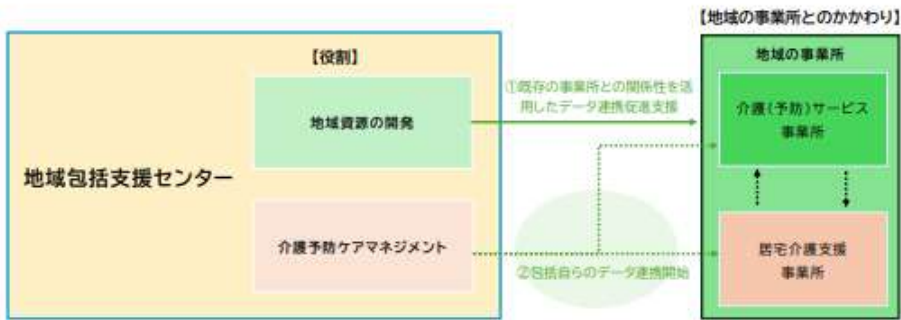 【地域の事業所とのかかわり】
【役割】
地域の事業所
①既存の事業所との関係性を活
用したデータ連携促進支援
地域資源の開発
介護(予防)サービス
事業所
地域包括支援センター
介護予防ケアマネジメント
②包括自らのデータ連携開始
居宅介護支援
事業所